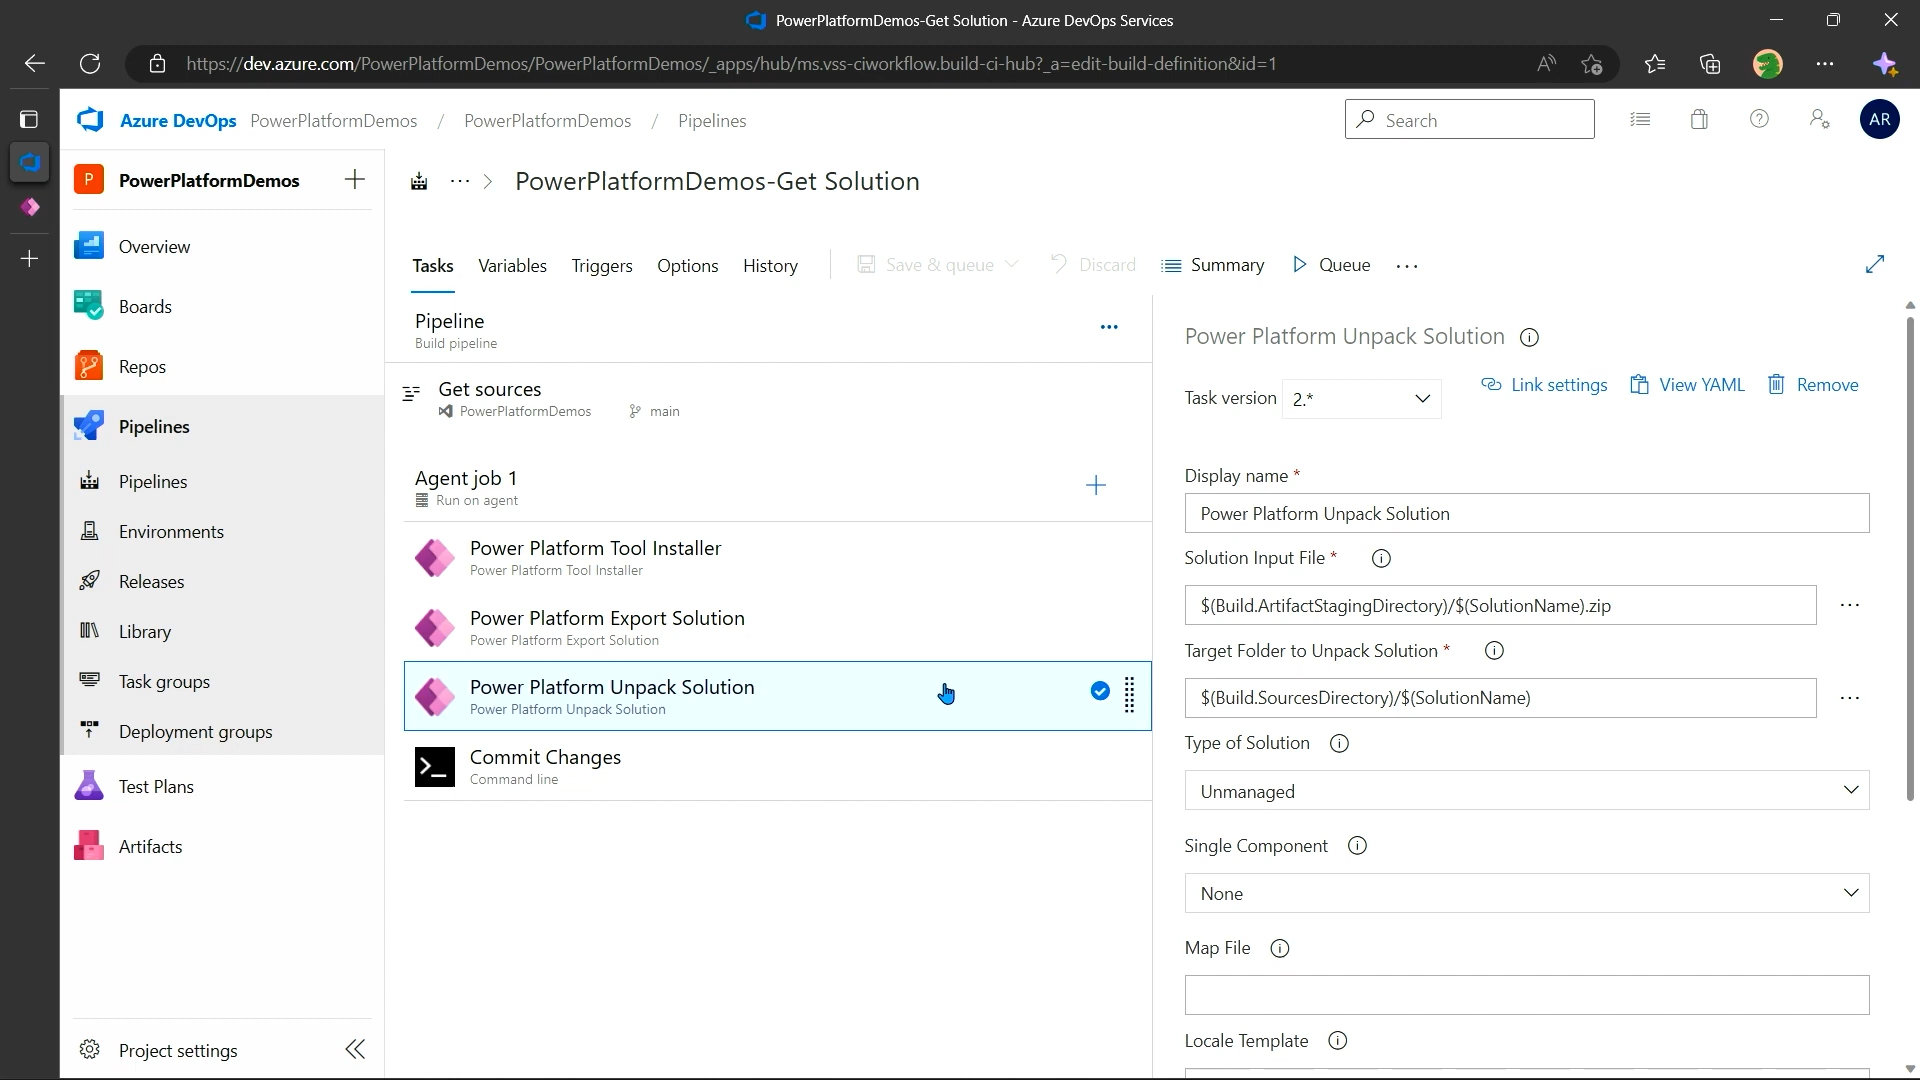 PowerPlatformDemos-Get Solution - Azure DevOps Services
https://dev.azure.com/PowerPlatformDemos/PowerPlatformDemos/_apps/hub/ms.vss-ciworkflow.build-ci-hub?_a=edit-build-definition&id=1
Azure DevOps PowerPlatformDemos / PowerPlatformDemos / Pipelines
Search
AR
P PowerPlatformDemos
PowerPlatformDemos-Get Solution
Overview
Boards
Repos
Pipelines
Pipelines
Environments
Releases
Library
Task groups
Deployment groups
Test Plans
Artifacts
Project settings
Tasks Variables Triggers Options History Save & queue Discard Summary Queue
Pipeline
Build pipeline
Get sources
PowerPlatformDemos main
Agent job 1
Run on agent
Power Platform Tool Installer
Power Platform Tool Installer
Power Platform Export Solution
Power Platform Export Solution
Power Platform Unpack Solution
Power Platform Unpack Solution
Commit Changes
Command line
Power Platform Unpack Solution
Task version 2.*
Link settings View YAML Remove
Display name *
Power Platform Unpack Solution
Solution Input File *
$(Build.ArtifactStagingDirectory)/$(SolutionName).zip
Target Folder to Unpack Solution *
$(Build.SourcesDirectory)/$(SolutionName)
Type of Solution
Unmanaged
Single Component
None
Map File
Locale Template